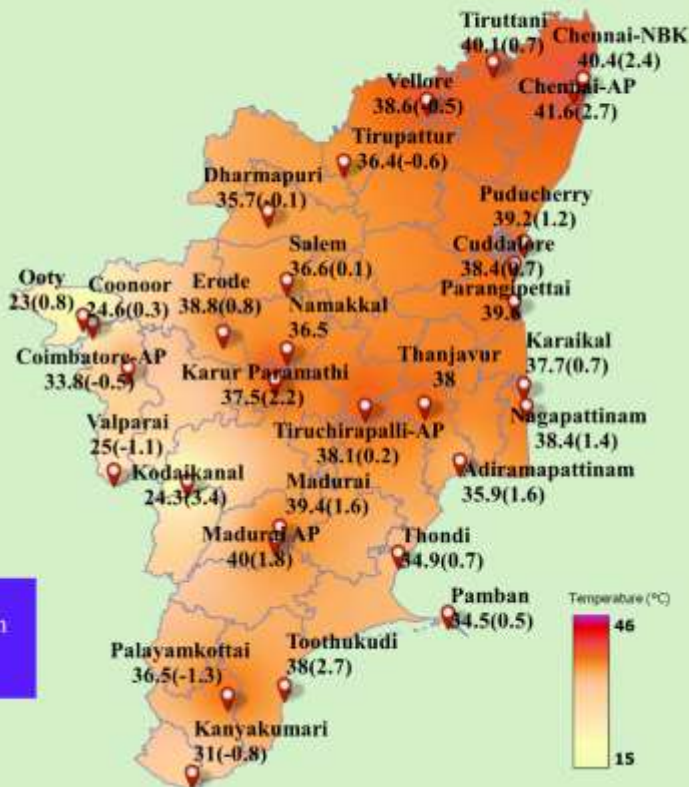 Tiruttani
40.1(0.7)
Chennai-NBK
40.4(2.4)
Vellore
38.6(-0.5)
Chennai-AP
41.6(2.7)
Tirupattur
36.4(-0.6)
Dharmapuri
35.7(-0.1)
Puducherry
39.2(1.2)
Salem
36.6(0.1)
Cuddalore
38.4(0.7)
Ooty
23(0.8)
Coonoor
24.6(0.3)
Erode
38.8(0.8)
Namakkal
36.5
Parangipettai
Karaikal
37.7(0.7)
Coimbatore-AP
33.8(-0.5)
Karur Paramathi
37.5(2.2)
Thanjavur
38
Nagapattinam
38.4(1.4)
Valparai
25(-1.1)
Tiruchirapalli-AP
38.1(0.2)
Kodaikanal
24.3(3.4)
Madurai
39.4(1.6)
Adiramapattinam
35.9(1.6)
Madurai AP
40(1.8)
Thondi
34.9(0.7)
Pamban
34.5(0.5)
Temperature (°C)
46
15
Palayamkottai
36.5(-1.3)
Toothukudi
38(2.7)
Kanyakumari
31(-0.8)